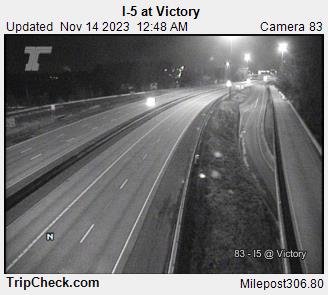 I-5 at Victory
Updated Nov 14 2023 12:48 AM Camera 83
T
N
83 - I5 @ Victory
TripCheck.com Milepost306.80